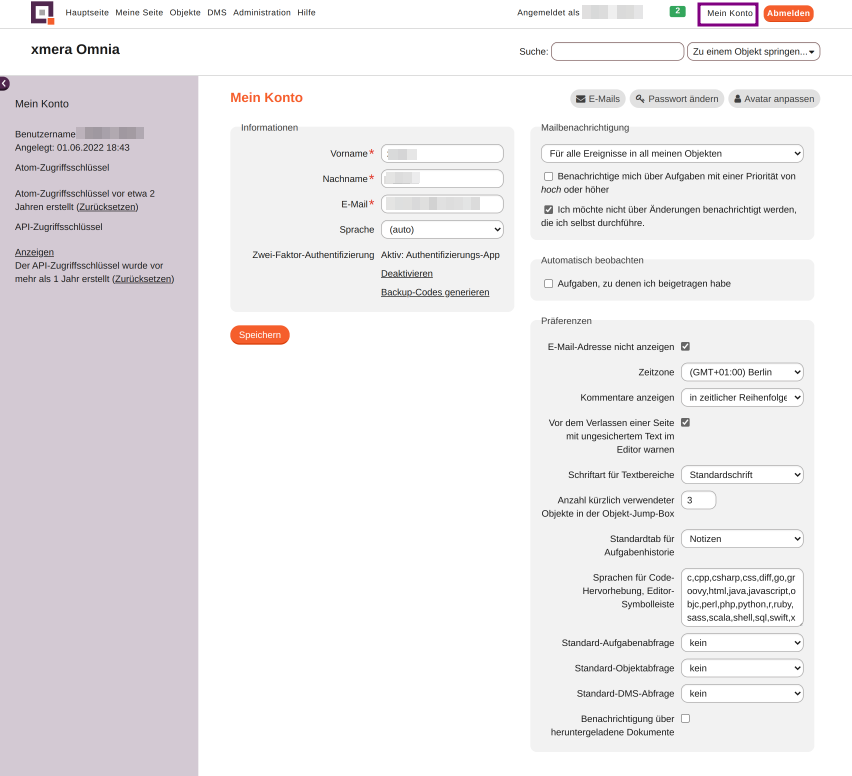 Hauptseite Meine Seite Objekte DMS Administration Hilfe
Angemeldet als
2
Mein Konto
Abmelden
xmera Omnia
Suche:
Zu einem Objekt springen...
Mein Konto
Benutzername
Angelegt: 01.06.2022 18:43
Atom-Zugriffsschlüssel
Atom-Zugriffsschlüssel vor etwa 2
Jahren erstellt (Zurücksetzen)
API-Zugriffsschlüssel
Anzeigen
Der API-Zugriffsschlüssel wurde vor
mehr als 1 Jahr erstellt (Zurücksetzen)
Mein Konto
E-Mails
Passwort ändern
Avatar anpassen
Informationen
Vorname*
Nachname*
E-Mail*
Sprache (auto)
Zwei-Faktor-Authentifizierung Aktiv: Authentifizierungs-App
Deaktivieren
Backup-Codes generieren
Speichern
Mailbenachrichtigung
Für alle Ereignisse in all meinen Objekten
Benachrichtige mich über Aufgaben mit einer Priorität von
hoch oder höher
Ich möchte nicht über Änderungen benachrichtigt werden,
die ich selbst durchführe.
Automatisch beobachten
Aufgaben, zu denen ich beigetragen habe
Präferenzen
E-Mail-Adresse nicht anzeigen
Zeitzone (GMT+01:00) Berlin
Kommentare anzeigen in zeitlicher Reihenfolge
Vor dem Verlassen einer Seite
mit ungesichertem Text im
Editor warnen
Schriftart für Textbereiche Standardschrift
Anzahl kürzlich verwendeter 3
Objekte in der Objekt-Jump-Box
Standardtab für Notizen
Aufgabenhistorie
Sprachen für Code- c,cpp,csharp,css,diff,go,gr
Hervorhebung, Editor- oovy,html,java,javascript,o
Symbolleiste bjc,perl,php,python,r,ruby,
sass,scala,shell,sql,swift,x
Standard-Aufgabenabfrage kein
Standard-Objektabfrage kein
Standard-DMS-Abfrage kein
Benachrichtigung über
heruntergeladene Dokumente